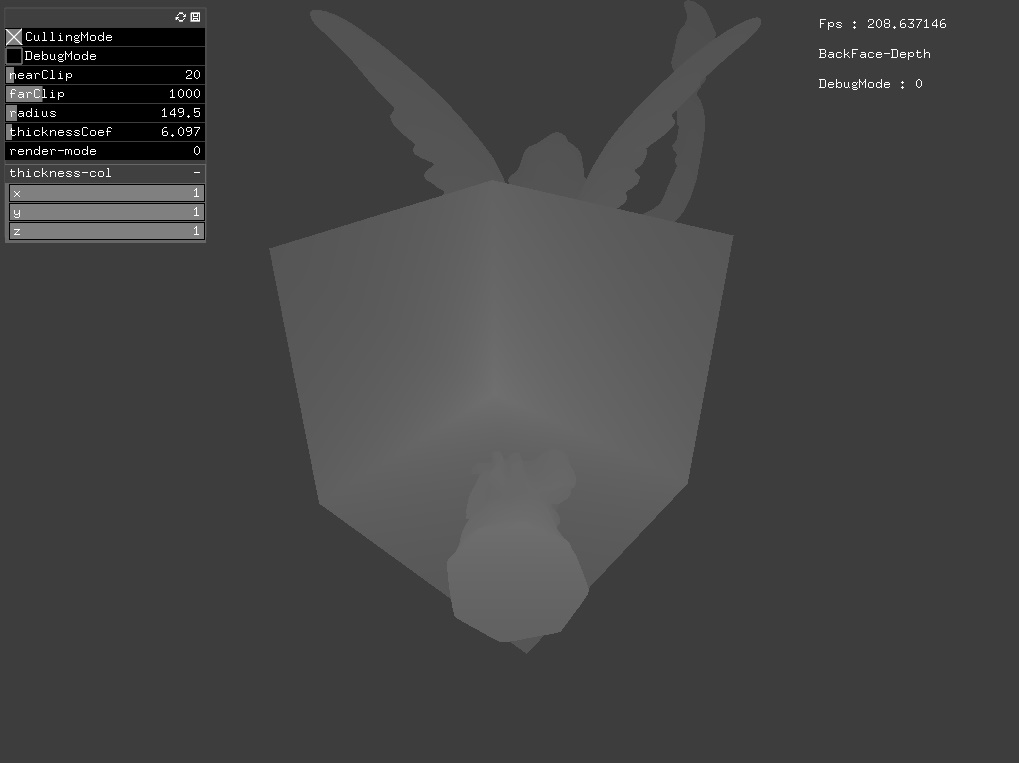 CullingMode
DebugMode
nearClip 20
farClip 1000
radius 149.5
thicknessCoef 6.097
render-mode 0
thickness-col -
x 1
y 1
z 1
Fps : 208.637146
BackFace-Depth
DebugMode : 0